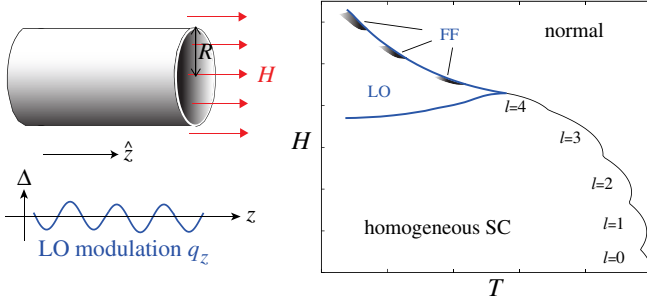 R
H
ẑ
Δ
z
LO modulation q_z
H
FF
normal
LO
l=4
l=3
l=2
l=1
l=0
homogeneous SC
T